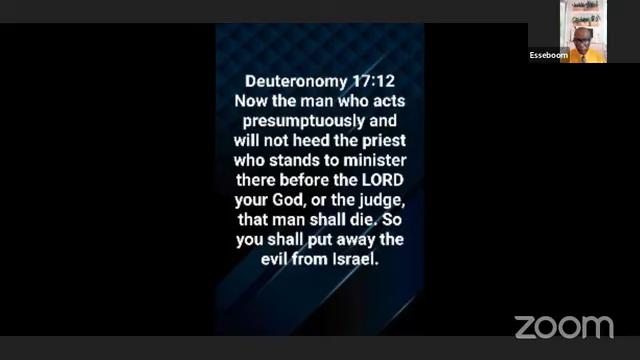 Deuteronomy 17:12
Now the man who acts
presumptuously and
will not heed the priest
who stands to minister
there before the LORD
your God, or the judge,
that man shall die. So
you shall put away the
evil from Israel.
Esseboom
zoom